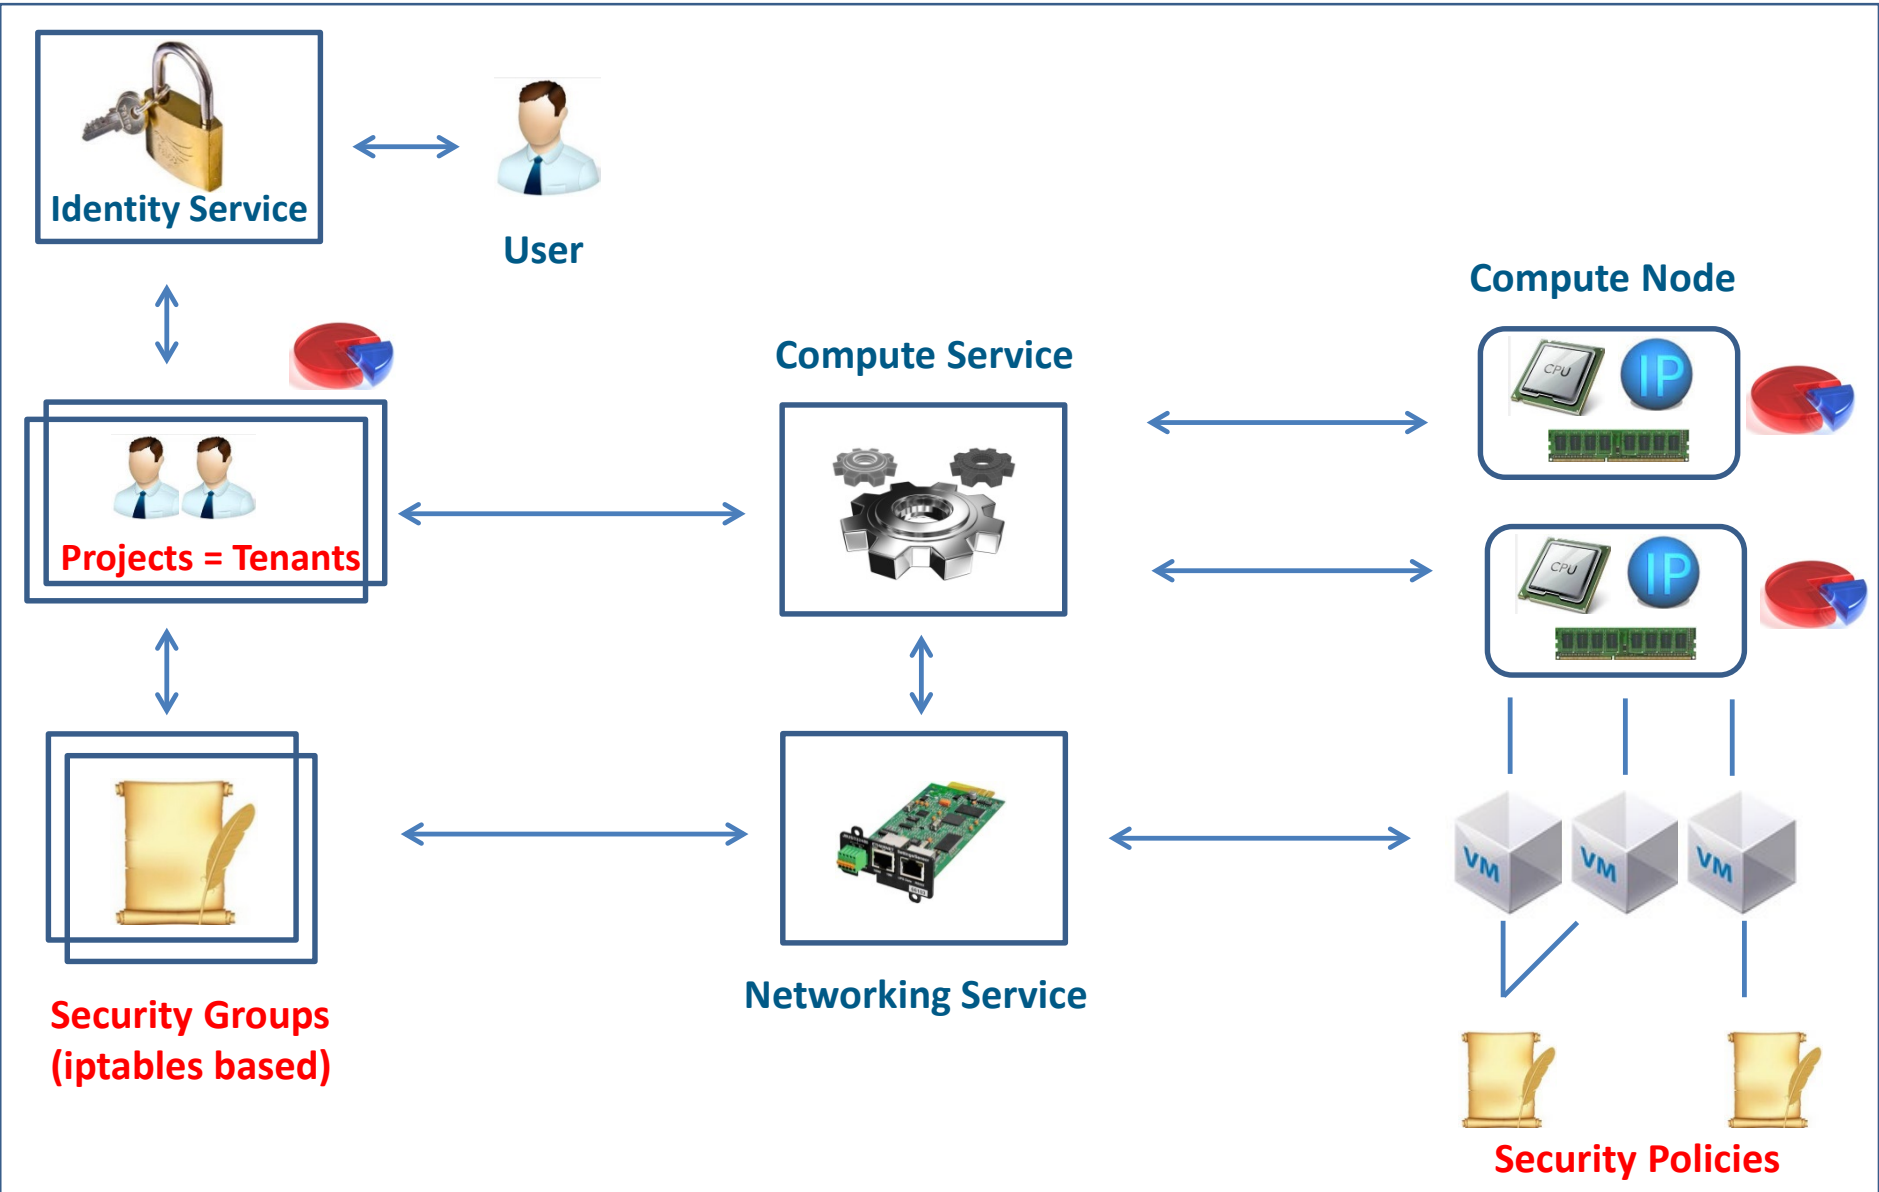 Identity Service
User
Compute Node
Compute Service
CPU
IP
Projects = Tenants
CPU
IP
VM
VM
VM
Networking Service
Security Groups
(iptables based)
Security Policies